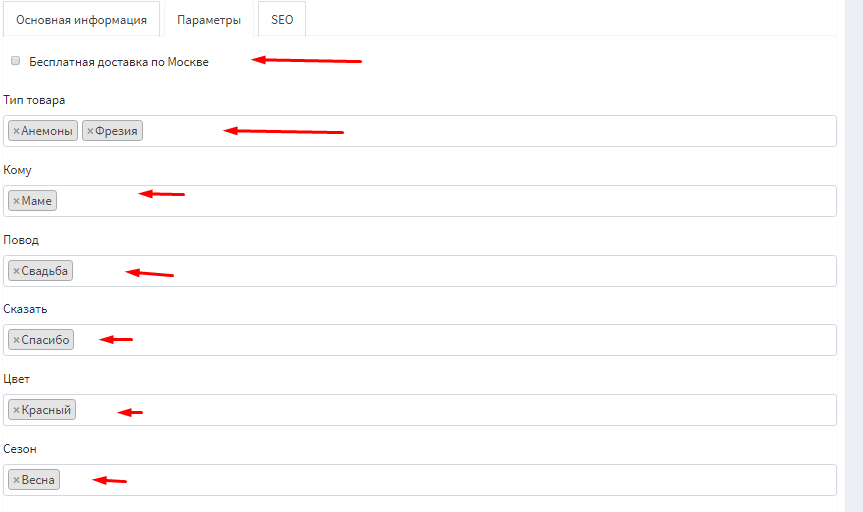 Основная информация Параметры SEO
Бесплатная доставка по Москве
Тип товара
×Анемоны ×Фрезия
Кому
×Маме
Повод
×Свадьба
Сказать
×Спасибо
Цвет
×Красный
Сезон
×Весна